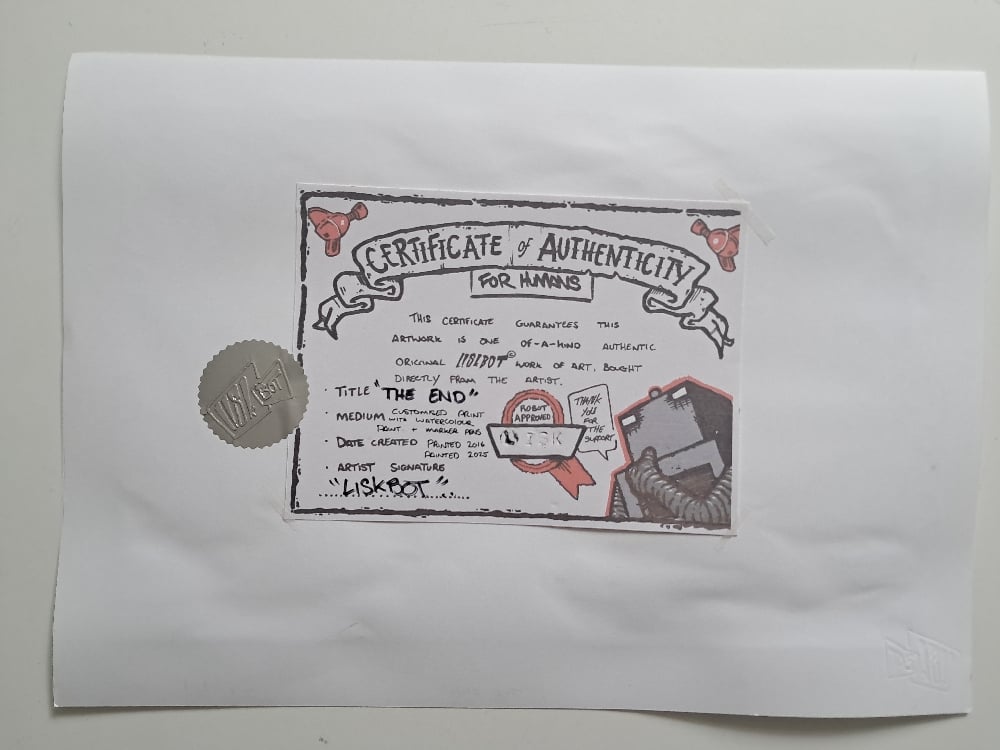 CERTIFICATE of AUTHENTICITY
FOR HUMANS
THIS CERTIFICATE GUARANTEES THIS
ARTWORK IS ONE OF-A-KIND AUTHENTIC
ORIGINAL LISKBOT© WORK OF ART, BOUGHT
DIRECTLY FROM THE ARTIST.
· TITLE "THE END"
· MEDIUM CUSTOMISED PRINT
WITH WATERCOLOUR
PAINT + MARKER PENS
· DATE CREATED PRINTED 2016
PAINTED 2025
· ARTIST SIGNATURE
"LISKBOT"
ROBOT
APPROVED
LISK
THANK
YOU
FOR
THE
SUPPORT